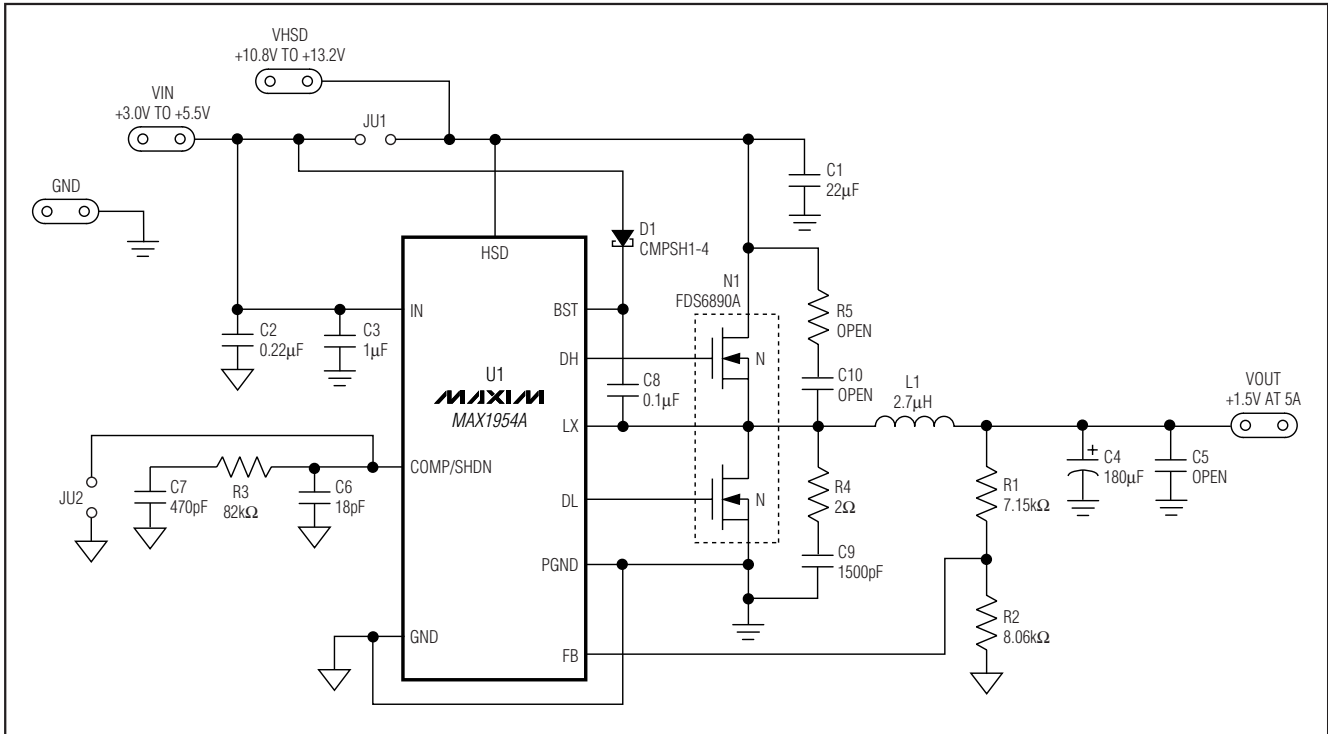 VHSD
+10.8V TO +13.2V
VIN
+3.0V TO +5.5V
JU1
GND
C1
22µF
D1
CMPSH1-4
HSD
N1
FDS6890A
IN
BST
R5
OPEN
C2
0.22µF
C3
1µF
DH
N
U1
MAXIM
MAX1954A
C8
0.1µF
C10
OPEN
L1
2.7µH
VOUT
+1.5V AT 5A
LX
COMP/SHDN
C4
180µF
+
C5
OPEN
JU2
C7
470pF
R3
82kΩ
C6
18pF
DL
N
R4
2Ω
R1
7.15kΩ
C9
1500pF
PGND
GND
FB
R2
8.06kΩ